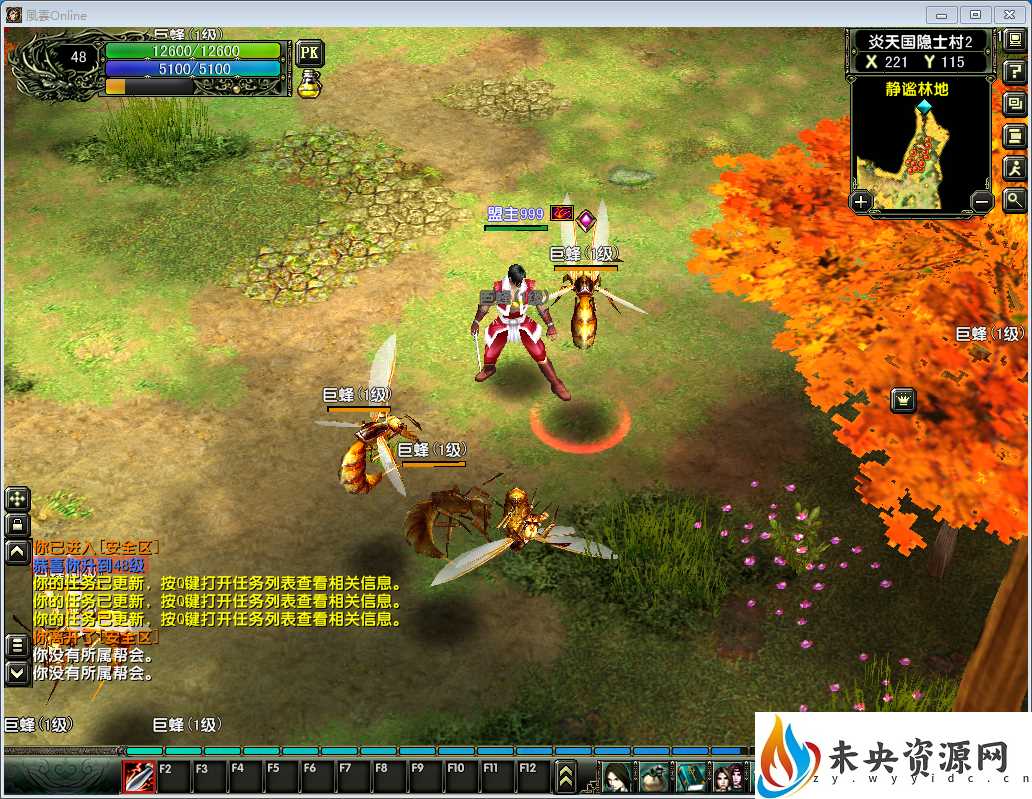 風雲Online
巨蜂(1级)
48
12600/12600
PK
5100/5100
炎天国隐士村2
X 221 Y 115
静谧林地
盟主999
巨蜂(1级)
巨蜂(1级)
巨蜂(1级)
巨蜂(1级)
巨蜂(1级)
你已进入[安全区]
恭喜你升到48级
你的任务已更新，按Q键打开任务列表查看相关信息。
你的任务已更新，按Q键打开任务列表查看相关信息。
你的任务已更新，按Q键打开任务列表查看相关信息。
你离开了[安全区]
你没有所属帮会。
你没有所属帮会。
巨蜂(1级)
巨蜂(1级)
F2 F3 F4 F5 F6 F7 F8 F9 F10 F11 F12
未央资源网
zy.wyyidc.cn